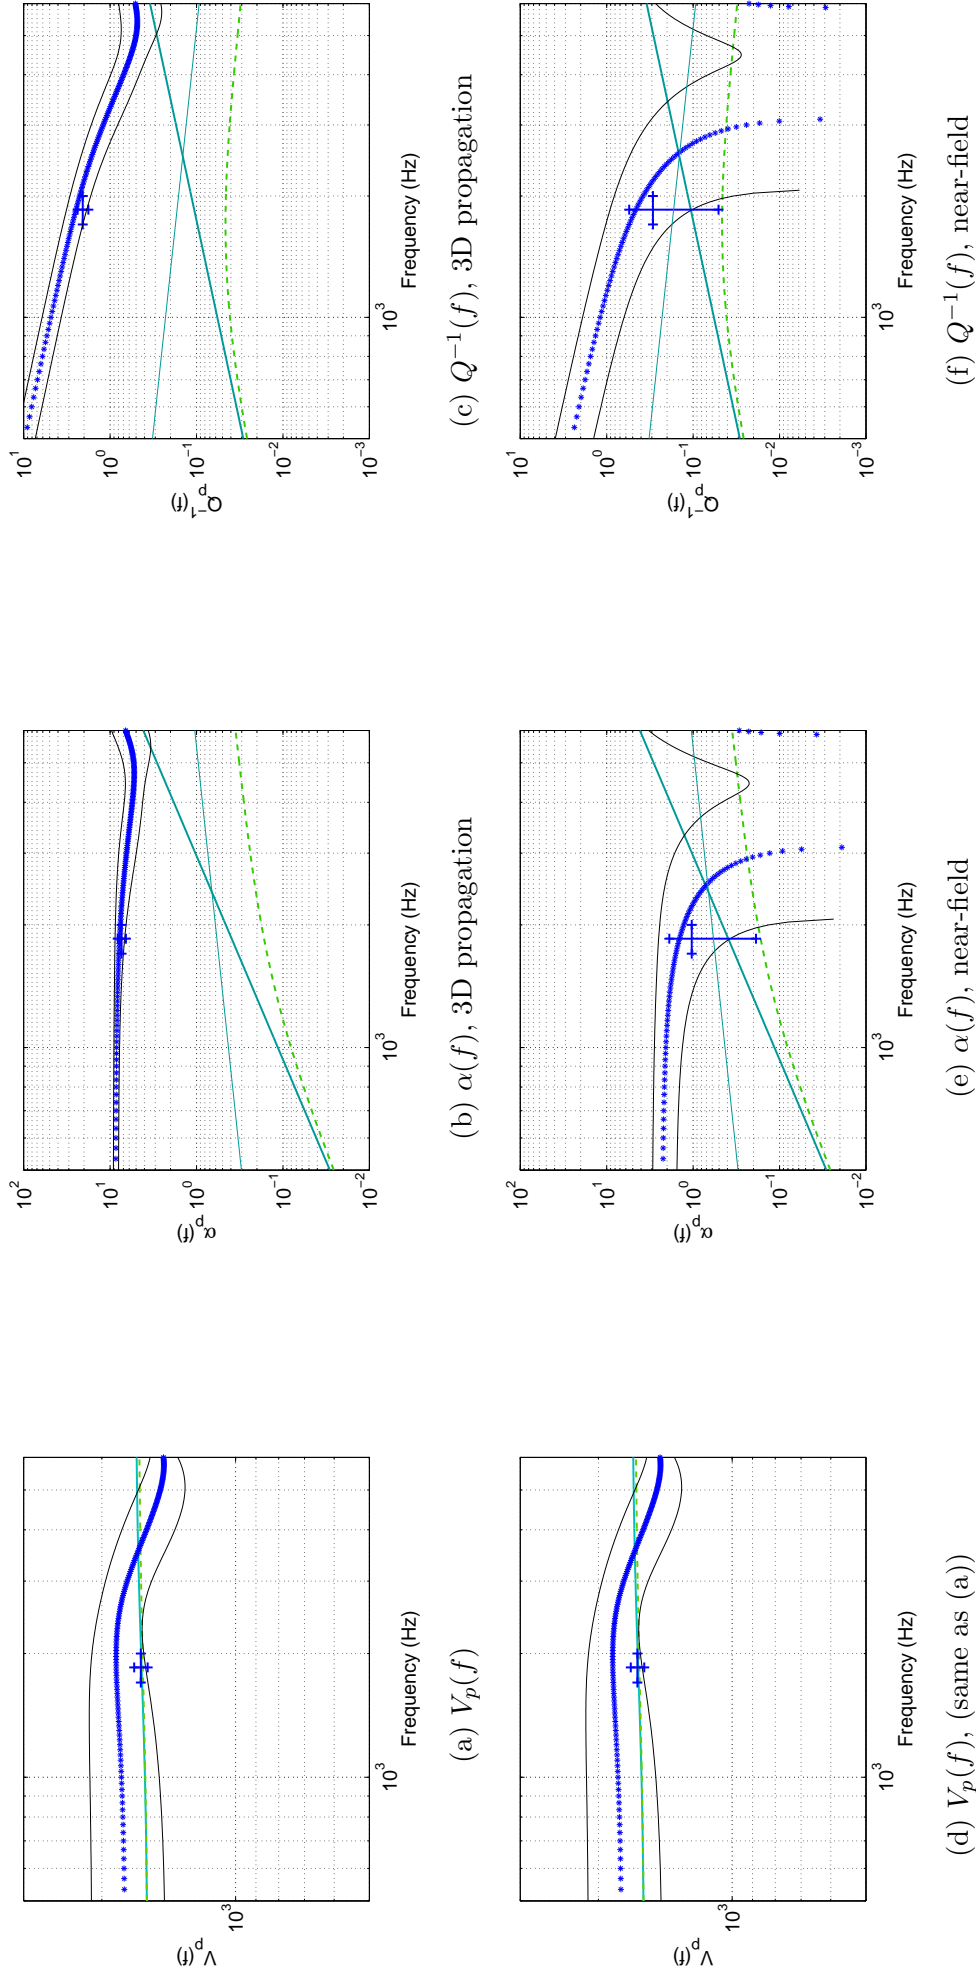 V_p(f)
10^3
10^3
Frequency (Hz)
(a) V_p(f)
α_p(f)
10^2
10^1
10^0
10^-1
10^-2
10^3
Frequency (Hz)
(b) α(f), 3D propagation
Q_p^-1(f)
10^1
10^0
10^-1
10^-2
10^-3
10^3
Frequency (Hz)
(c) Q^−1(f), 3D propagation
V_p(f)
10^3
10^3
Frequency (Hz)
(d) V_p(f), (same as (a))
α_p(f)
10^2
10^1
10^0
10^-1
10^-2
10^3
Frequency (Hz)
(e) α(f), near-field
Q_p^-1(f)
10^1
10^0
10^-1
10^-2
10^-3
10^3
Frequency (Hz)
(f) Q^−1(f), near-field